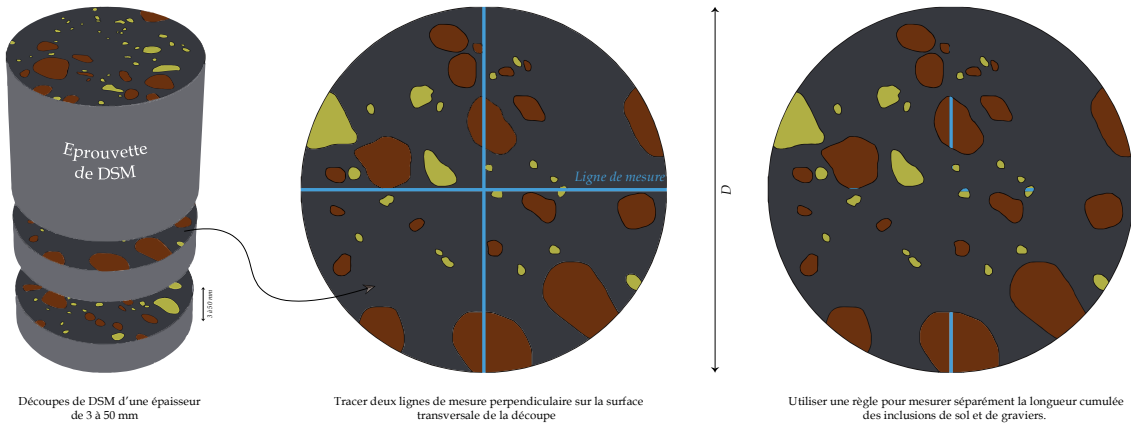 Eprouvette
de DSM
3 à 50 mm
Ligne de mesure
D
Découpes de DSM d'une épaisseur
de 3 à 50 mm
Tracer deux lignes de mesure perpendiculaire sur la surface
transversale de la découpe
Utiliser une règle pour mesurer séparément la longueur cumulée
des inclusions de sol et de graviers.